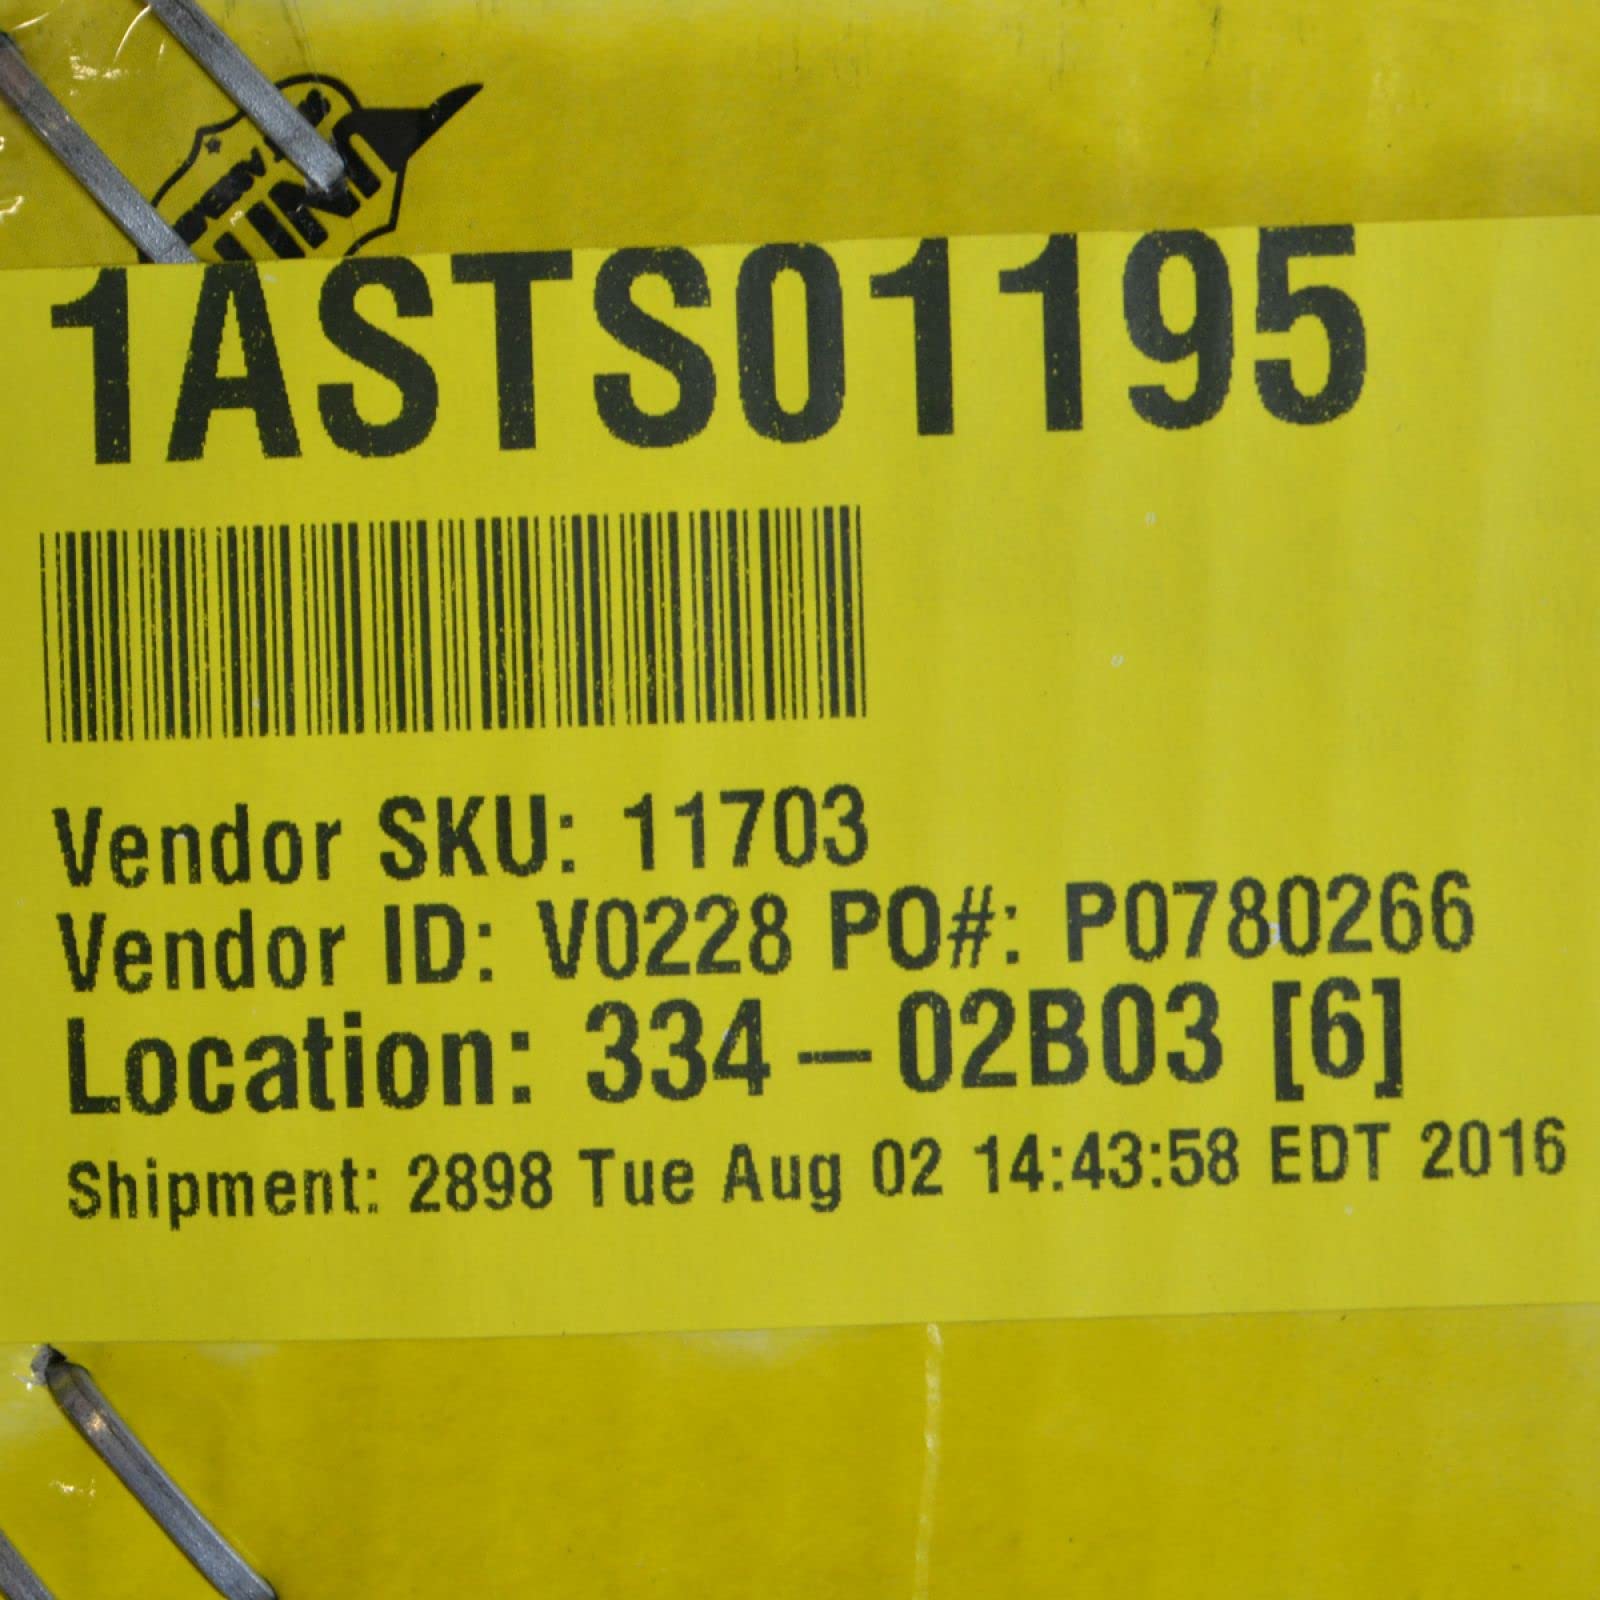 1ASTS01195
Vendor SKU: 11703
Vendor ID: V0228 PO#: P0780266
Location: 334-02B03 [6]
Shipment: 2898 Tue Aug 02 14:43:58 EDT 2016